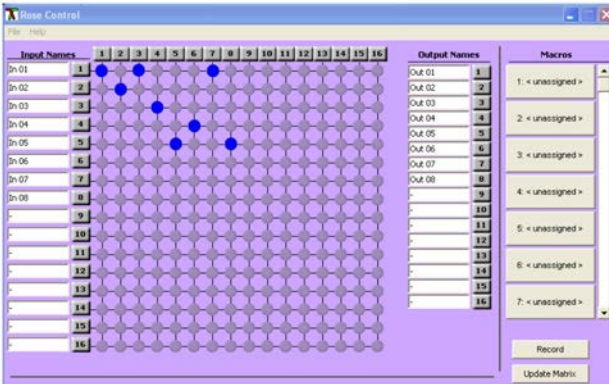 Rose Control
File Help
Input Names
1 2 3 4 5 6 7 8 9 10 11 12 13 14 15 16
Output Names
Macros
In 01 1
In 02 2
In 03 3
In 04 4
In 05 5
In 06 6
In 07 7
In 08 8
- 9
- 10
- 11
- 12
- 13
- 14
- 15
- 16
Out 01 1
Out 02 2
Out 03 3
Out 04 4
Out 05 5
Out 06 6
Out 07 7
Out 08 8
- 9
- 10
- 11
- 12
- 13
- 14
- 15
- 16
1: < unassigned >
2: < unassigned >
3: < unassigned >
4: < unassigned >
5: < unassigned >
6: < unassigned >
7: < unassigned >
Record
Update Matrix